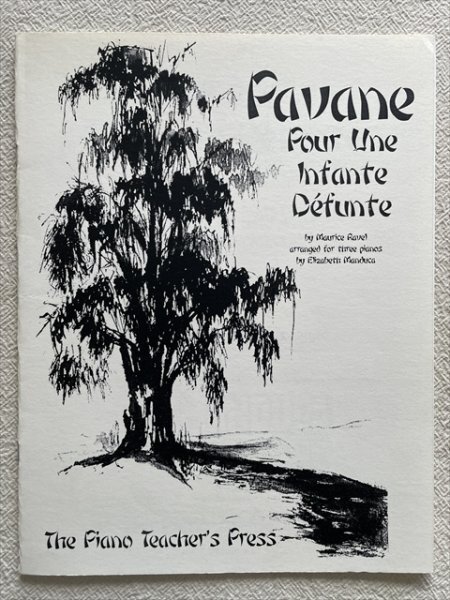 Pavane
Pour Une
Infante
Défunte
by Maurice Ravel
arranged for three pianos
by Elizabeth Manduca
The Piano Teacher's Press